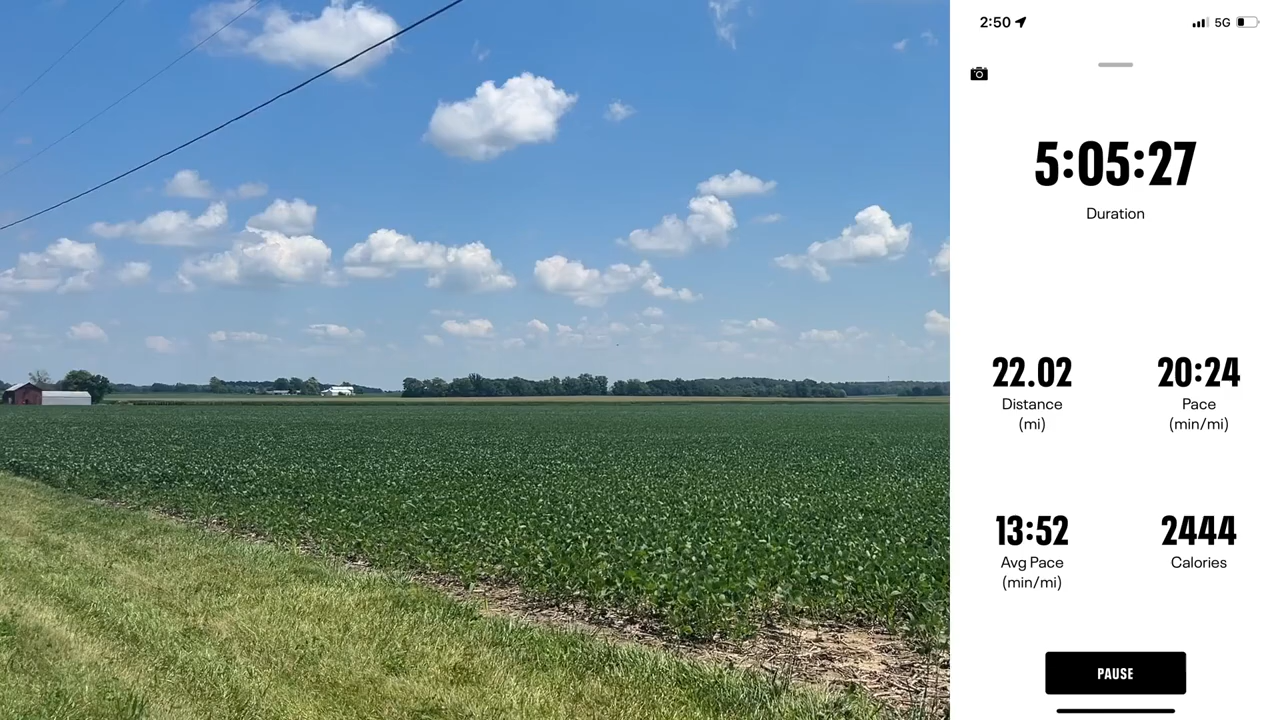 2:50
5G
5:05:27
Duration
22.02
Distance
(mi)
20:24
Pace
(min/mi)
13:52
Avg Pace
(min/mi)
2444
Calories
PAUSE